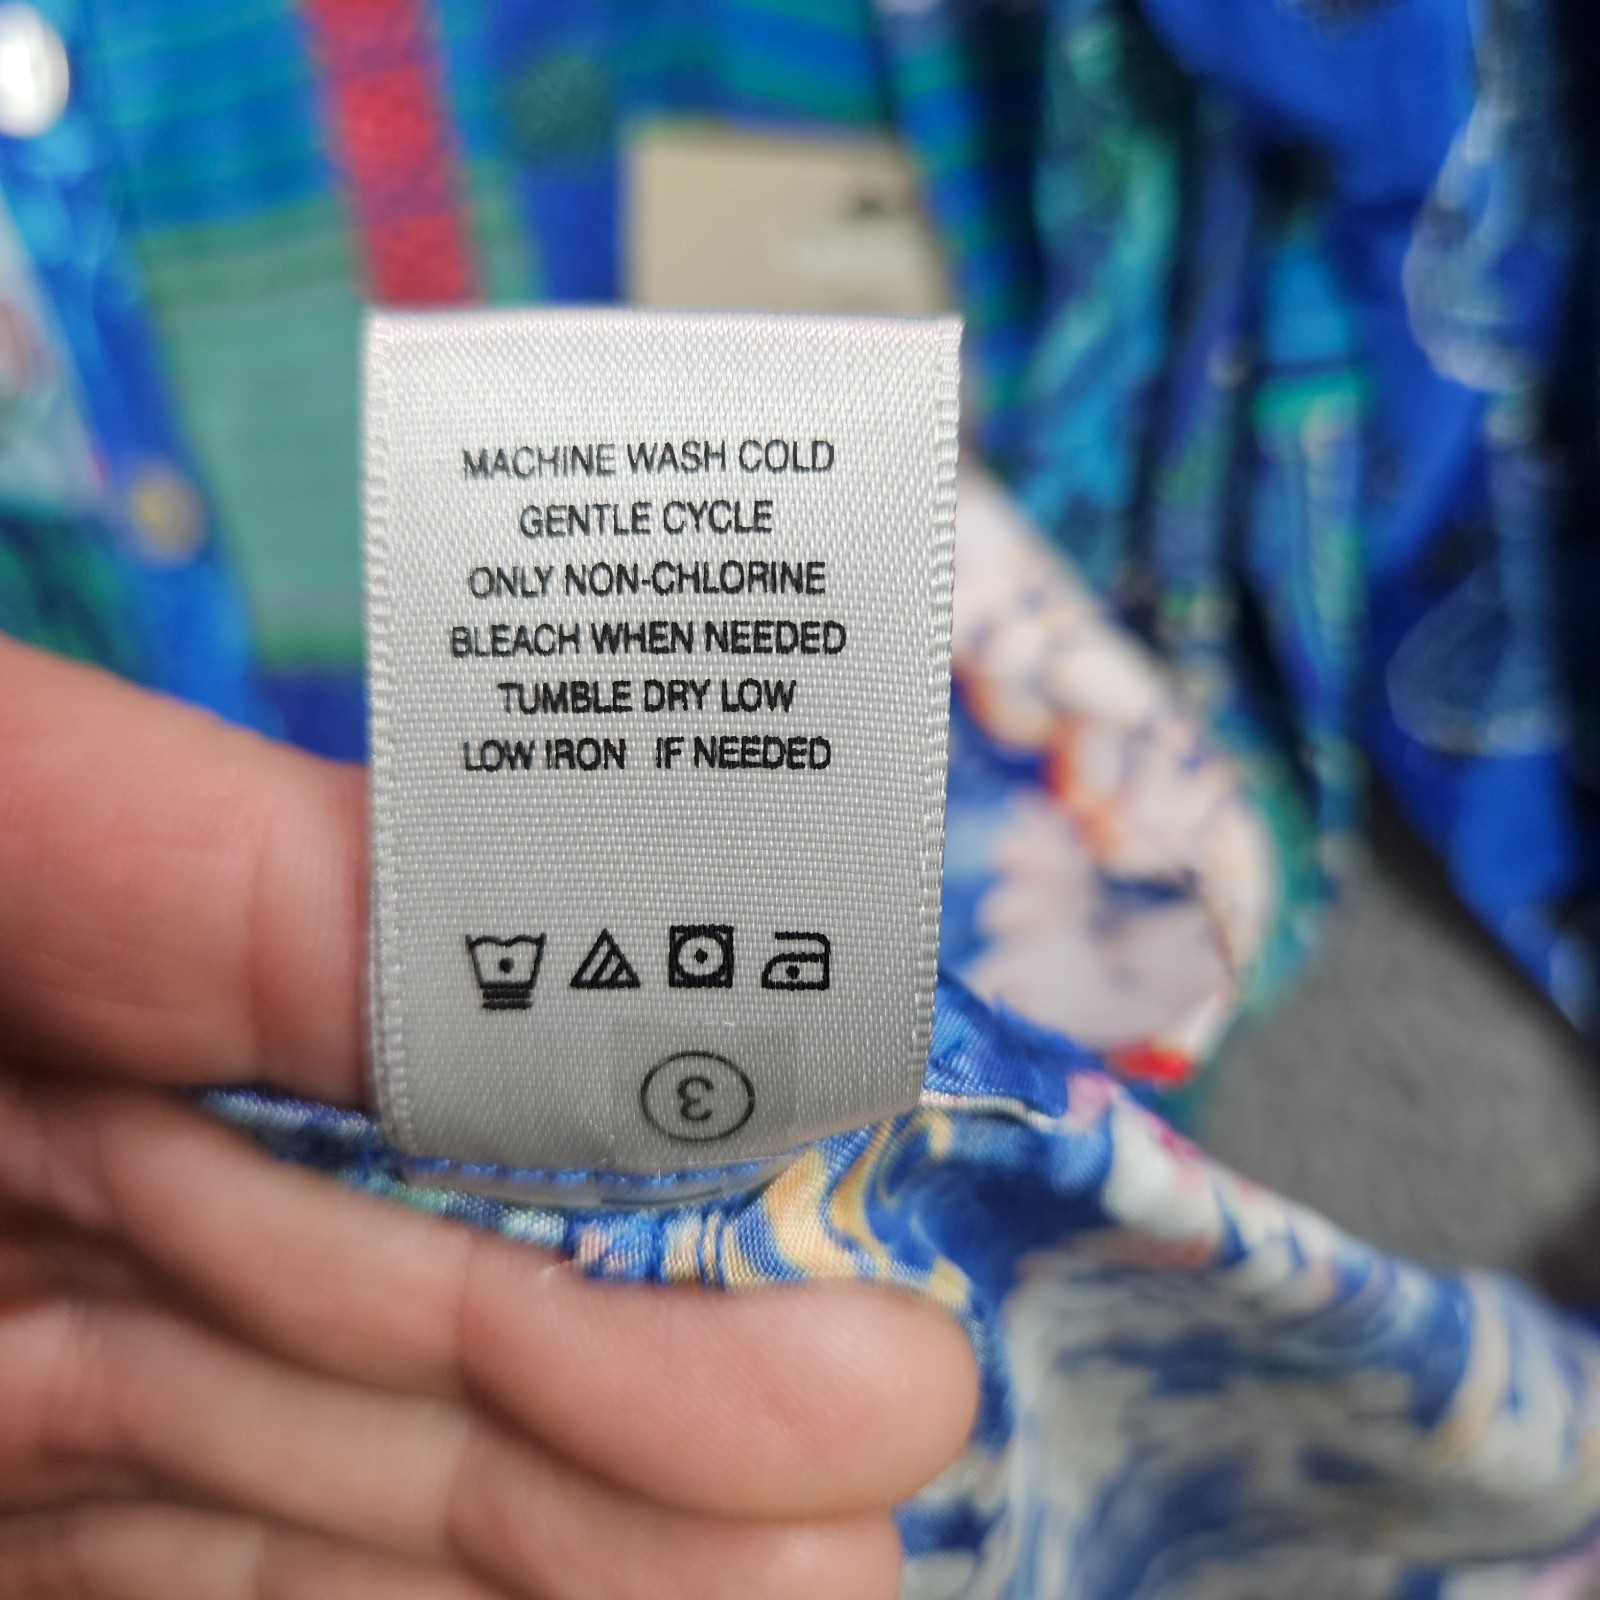 MACHINE WASH COLD
GENTLE CYCLE
ONLY NON-CHLORINE
BLEACH WHEN NEEDED
TUMBLE DRY LOW
LOW IRON IF NEEDED
3